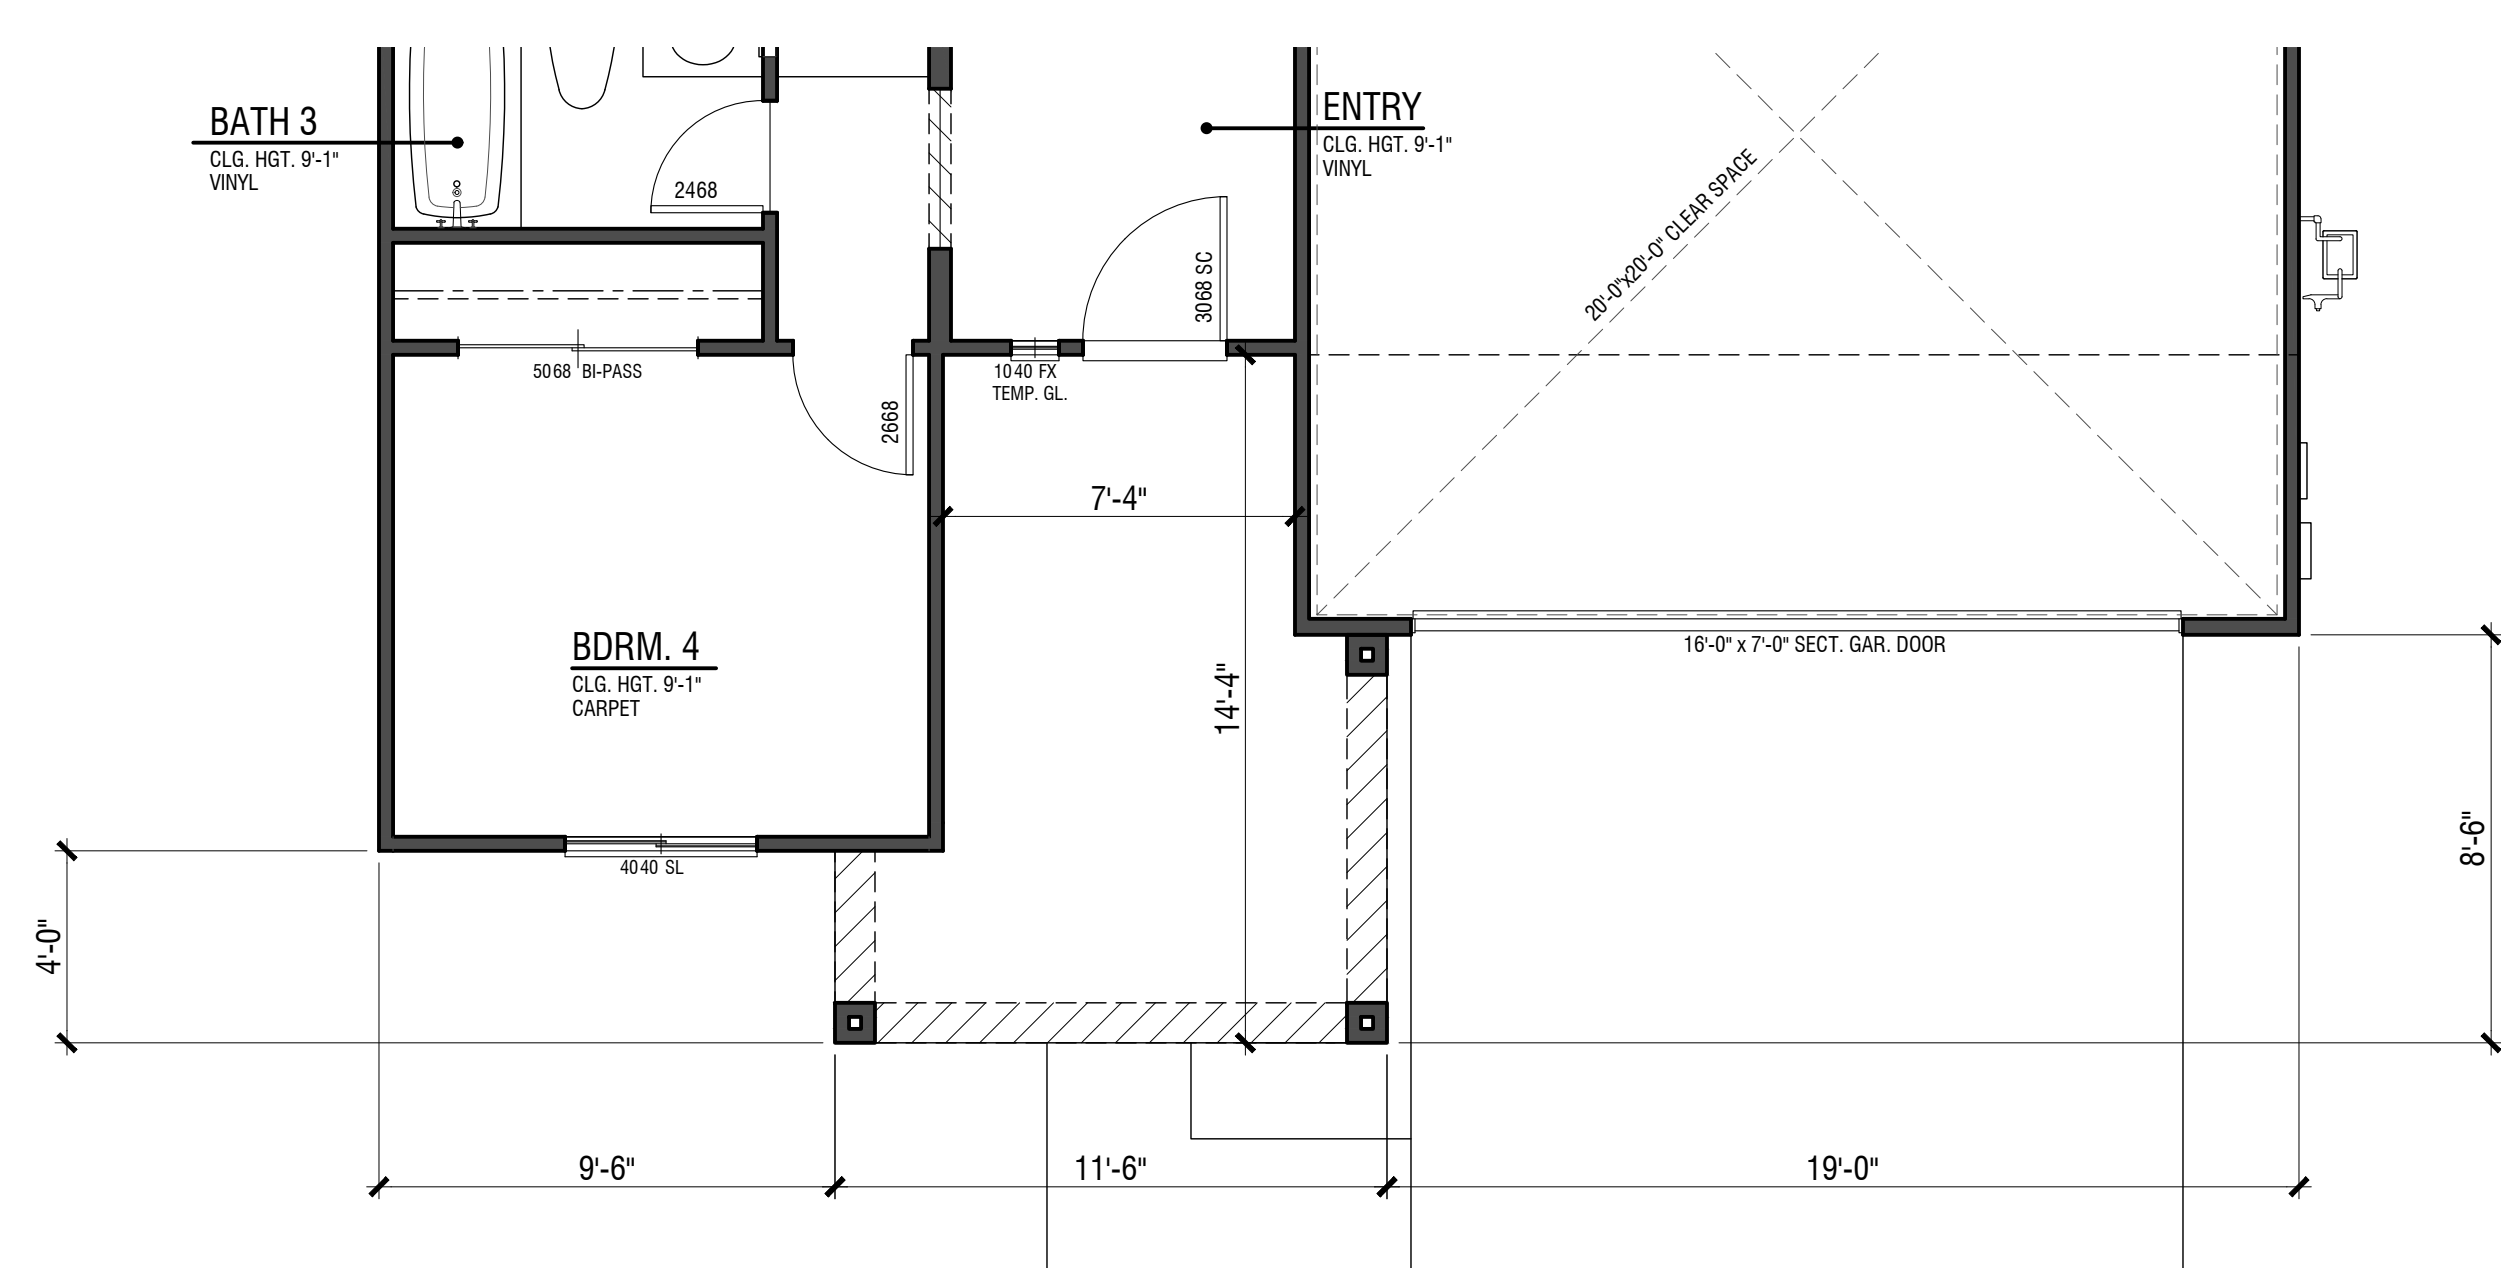 BATH 3
CLG. HGT. 9'-1"
VINYL
2468
ENTRY
CLG. HGT. 9'-1"
VINYL
20'-0"x20'-0" CLEAR SPACE
3068 SC
5068 BI-PASS
1040 FX
TEMP. GL.
2668
7'-4"
BDRM. 4
CLG. HGT. 9'-1"
CARPET
14'-4"
16'-0" x 7'-0" SECT. GAR. DOOR
4040 SL
4'-0"
8'-6"
9'-6"
11'-6"
19'-0"